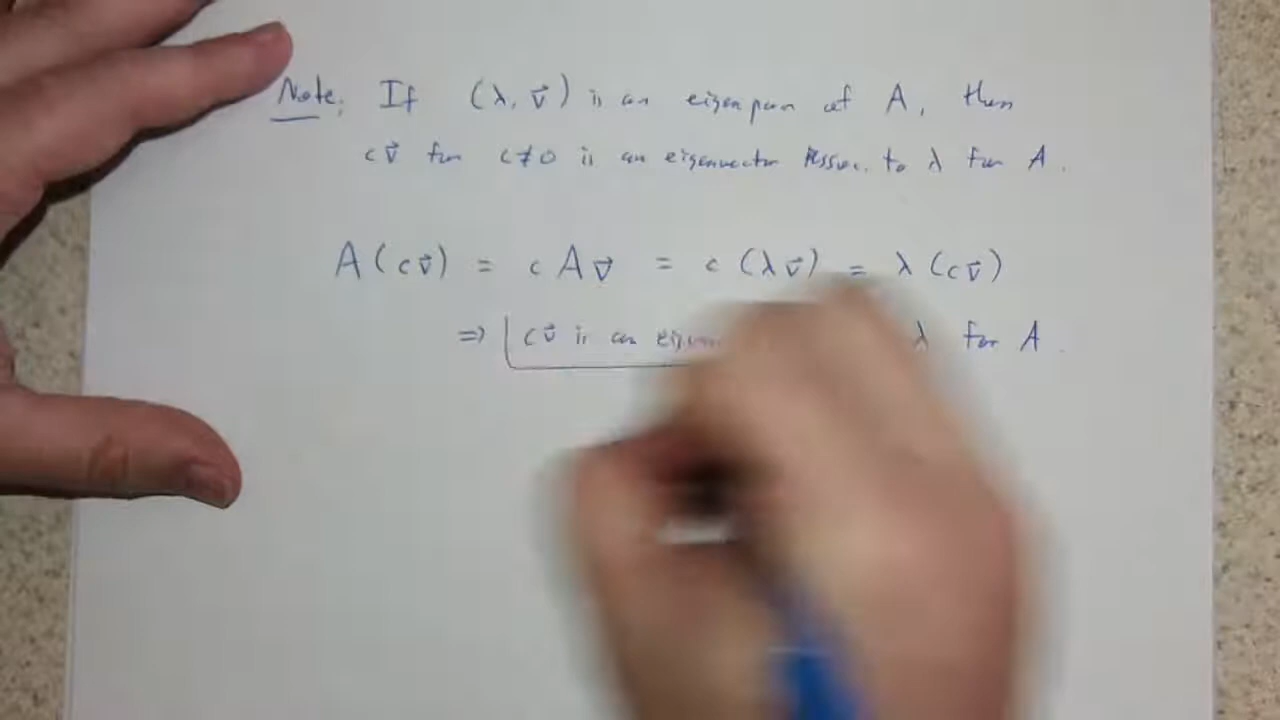 Note: If (λ, v⃗) is an eigenpair of A, then
cv⃗ for c≠0 is an eigenvector assoc. to λ for A.
A(cv⃗) = cAv⃗ = c(λv⃗) = λ(cv⃗)
⇒ cv⃗ is an λ for A.